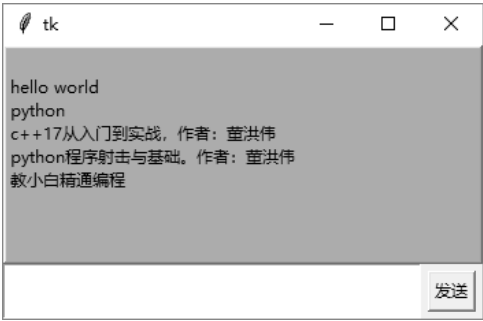 tk
hello world
python
c++17从入门到实战，作者：董洪伟
python程序射击与基础。作者：董洪伟
教小白精通编程
发送